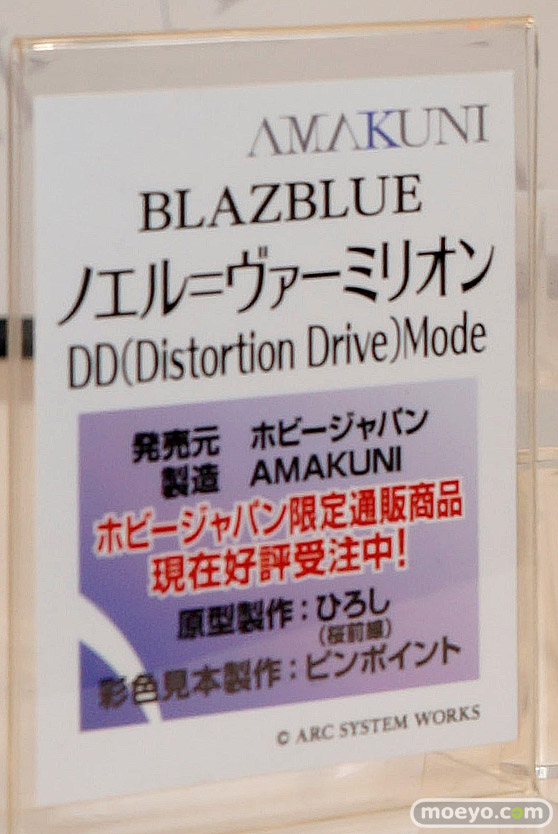 AMAKUNI
BLAZBLUE
ノエル=ヴァーミリオン
DD(Distortion Drive)Mode
発売元　ホビージャパン
製造　AMAKUNI
ホビージャパン限定通販商品
現在好評受注中!
原型製作：ひろし
(桜前線)
彩色見本製作：ピンポイント
© ARC SYSTEM WORKS
moeyo.com